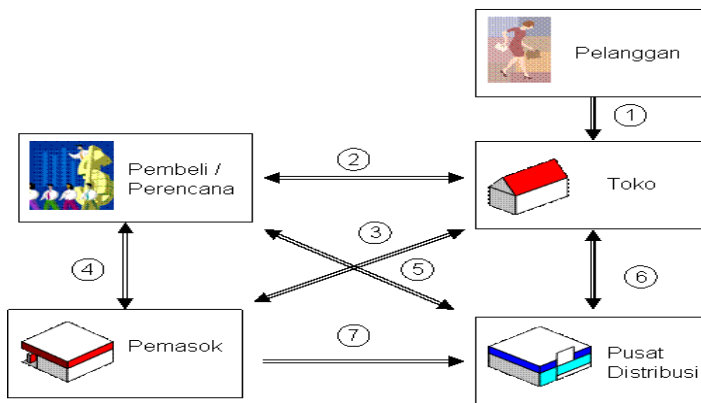 Pelanggan
1
Pembeli /
Perencana
2
Toko
3
4
5
6
7
Pemasok
Pusat
Distribusi